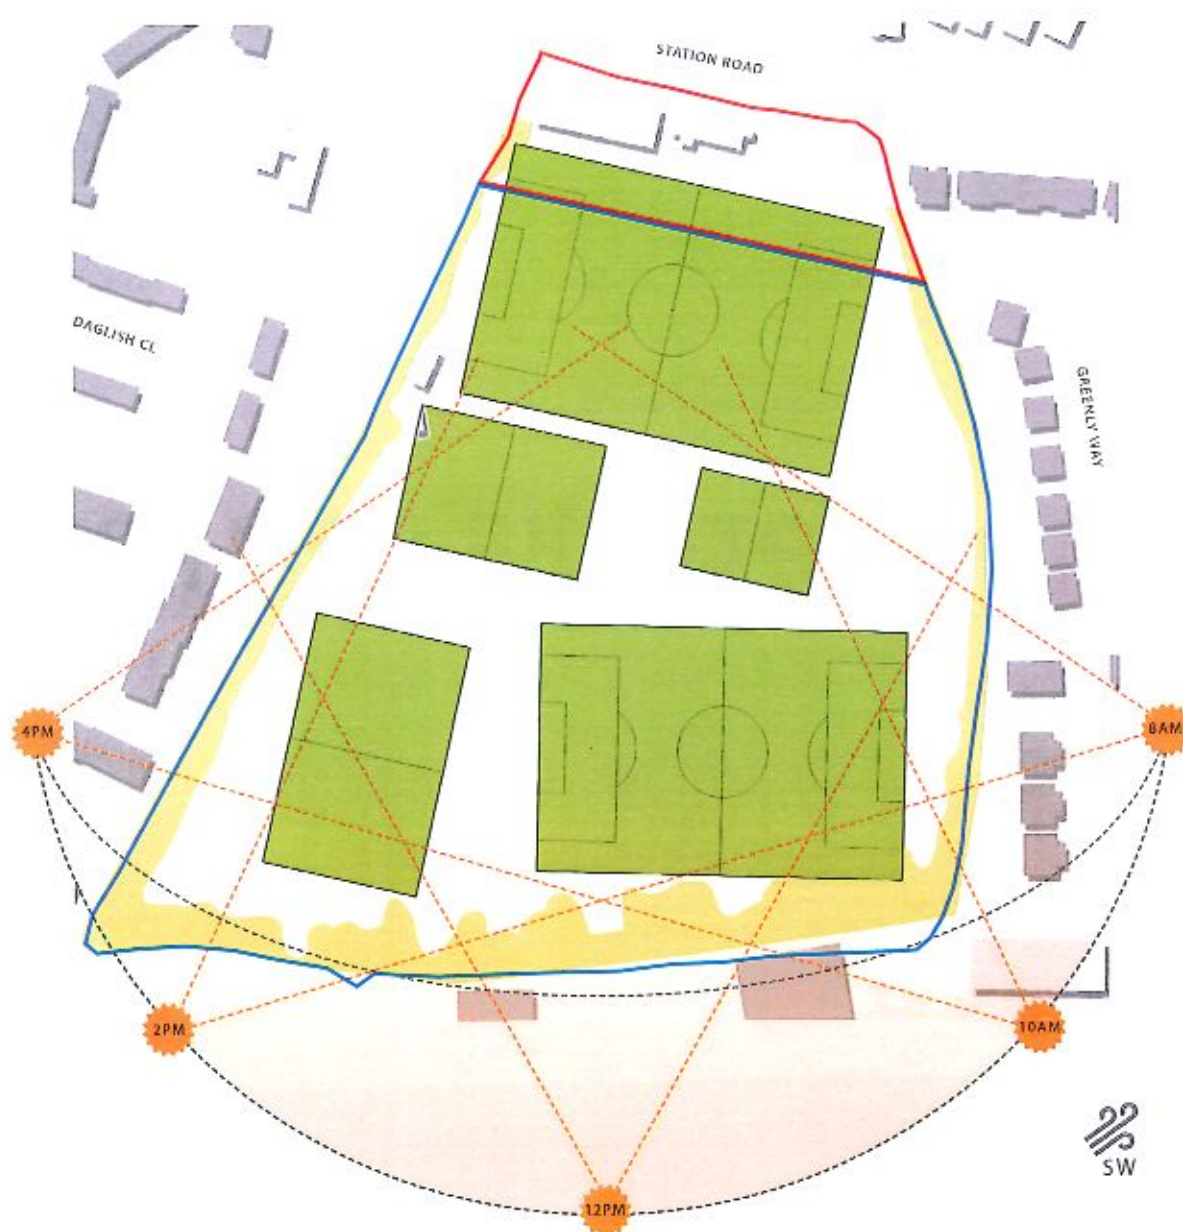 STATION ROAD
DAGLISH CL
GREENLY WAY
4PM
8AM
2PM
10AM
12PM
SW